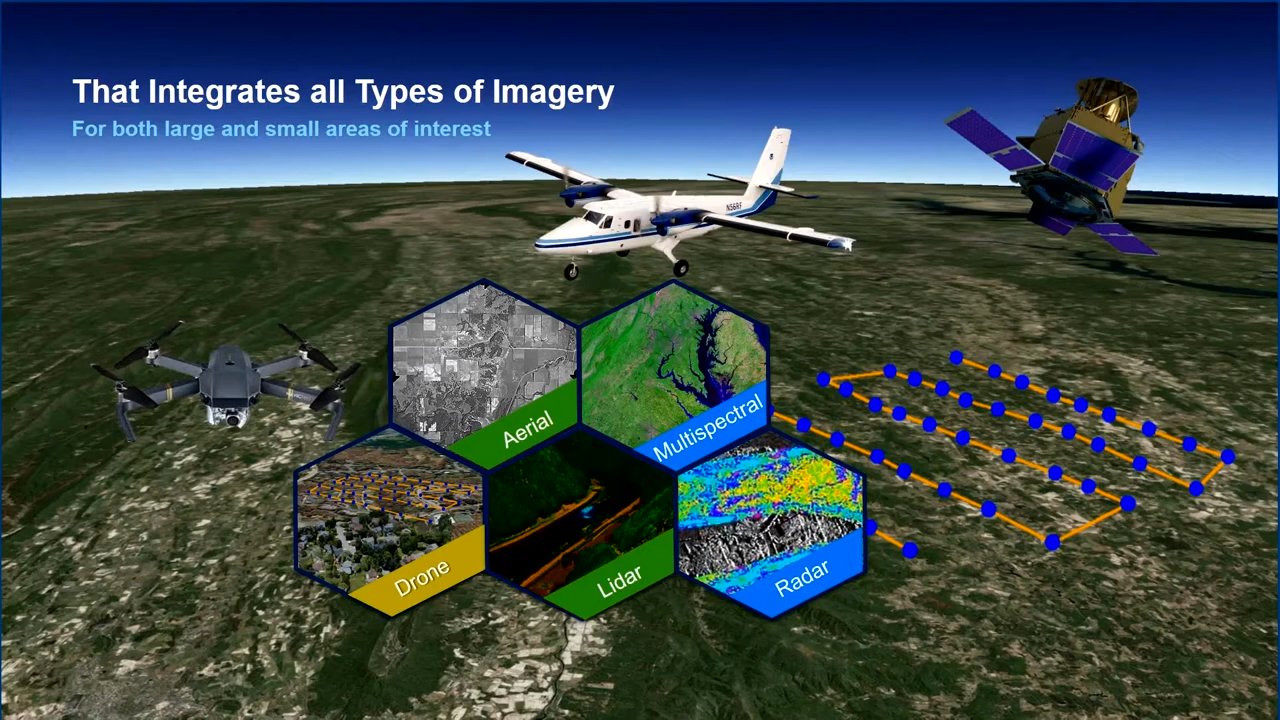 That Integrates all Types of Imagery
For both large and small areas of interest
N56RF
Aerial
Multispectral
Drone
Lidar
Radar